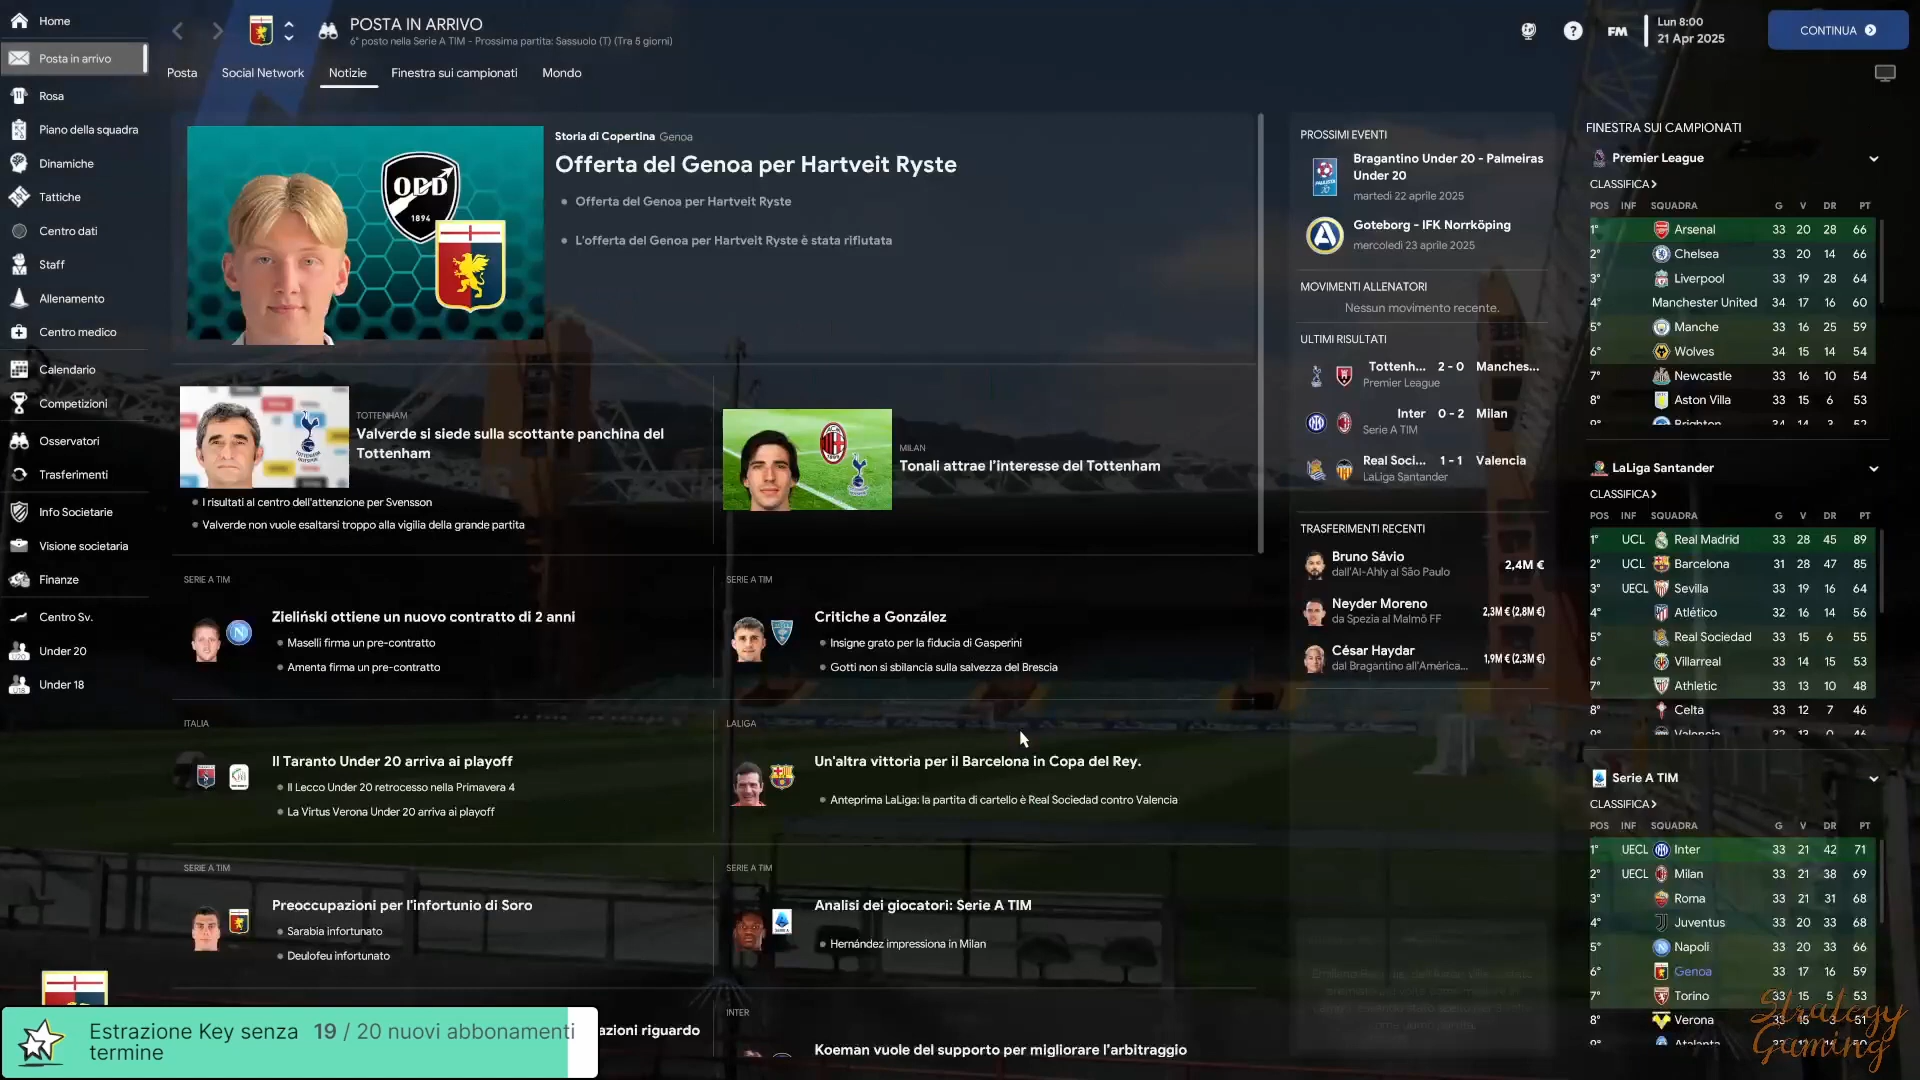 Home
Posta in arrivo
Rosa
Piano della squadra
Dinamiche
Tattiche
Centro dati
Staff
Allenamento
Centro medico
Calendario
Competizioni
Osservatori
Trasferimenti
Info Societarie
Visione societaria
Finanze
Centro Sv.
Under 20
Under 18
POSTA IN ARRIVO
6° posto nella Serie A TIM - Prossima partita: Sassuolo (T) (Tra 5 giorni)
Posta Social Network Notizie Finestra sui campionati Mondo
FM
Lun 8:00
21 Apr 2025
CONTINUA
Storia di Copertina Genoa
Offerta del Genoa per Hartveit Ryste
Offerta del Genoa per Hartveit Ryste
L'offerta del Genoa per Hartveit Ryste è stata rifiutata
ODD
1894
TOTTENHAM
Valverde si siede sulla scottante panchina del
Tottenham
I risultati al centro dell'attenzione per Svensson
Valverde non vuole esaltarsi troppo alla vigilia della grande partita
MILAN
Tonali attrae l'interesse del Tottenham
SERIE A TIM
Zieliński ottiene un nuovo contratto di 2 anni
Maselli firma un pre-contratto
Amenta firma un pre-contratto
SERIE A TIM
Critiche a González
Insigne grato per la fiducia di Gasperini
Gotti non si sbilancia sulla salvezza del Brescia
ITALIA
Il Taranto Under 20 arriva ai playoff
Il Lecco Under 20 retrocesso nella Primavera 4
La Virtus Verona Under 20 arriva ai playoff
LALIGA
Un'altra vittoria per il Barcelona in Copa del Rey.
Anteprima LaLiga: la partita di cartello è Real Sociedad contro Valencia
SERIE A TIM
Preoccupazioni per l'infortunio di Soro
Sarabia infortunato
Deulofeu infortunato
SERIE A TIM
Analisi dei giocatori: Serie A TIM
Hernández impressiona in Milan
azioni riguardo
INTER
Koeman vuole del supporto per migliorare l'arbitraggio
Estrazione Key senza 19 / 20 nuovi abbonamenti
termine
PROSSIMI EVENTI
Bragantino Under 20 - Palmeiras
Under 20
martedì 22 aprile 2025
Goteborg - IFK Norrköping
mercoledì 23 aprile 2025
MOVIMENTI ALLENATORI
Nessun movimento recente.
ULTIMI RISULTATI
Tottenh... 2 - 0 Manches...
Premier League
Inter 0 - 2 Milan
Serie A TIM
Real Soci... 1 - 1 Valencia
LaLiga Santander
TRASFERIMENTI RECENTI
Bruno Sávio
dall'Al-Ahly al São Paulo
2,4M €
Neyder Moreno
da Spezia al Malmö FF
2,3M € (2,8M €)
César Haydar
dal Bragantino all'América...
1,9M € (2,3M €)
FINESTRA SUI CAMPIONATI
Premier League
CLASSIFICA>
POS INF SQUADRA G V DR PT
1° Arsenal 33 20 28 66
2° Chelsea 33 20 14 66
3° Liverpool 33 19 28 64
4° Manchester United 34 17 16 60
5° Manche 33 16 25 59
6° Wolves 34 15 14 54
7° Newcastle 33 16 10 54
8° Aston Villa 33 15 6 53
9° Brighton 34 14 3 52
LaLiga Santander
CLASSIFICA>
POS INF SQUADRA G V DR PT
1° UCL Real Madrid 33 28 45 89
2° UCL Barcelona 31 28 47 85
3° UECL Sevilla 33 19 16 64
4° Atlético 32 16 14 56
5° Real Sociedad 33 15 6 55
6° Villarreal 33 14 15 53
7° Athletic 33 13 10 48
8° Celta 33 12 7 46
9° Valencia 32 13 0 46
Serie A TIM
CLASSIFICA>
POS INF SQUADRA G V DR PT
1° UECL Inter 33 21 42 71
2° UECL Milan 33 21 38 69
3° Roma 33 21 31 68
4° Juventus 33 20 33 68
5° Napoli 33 20 33 66
6° Genoa 33 17 16 59
7° Torino 33 15 5 53
8° Verona 33 15 51
9° Atalanta
Strategy
Gaming